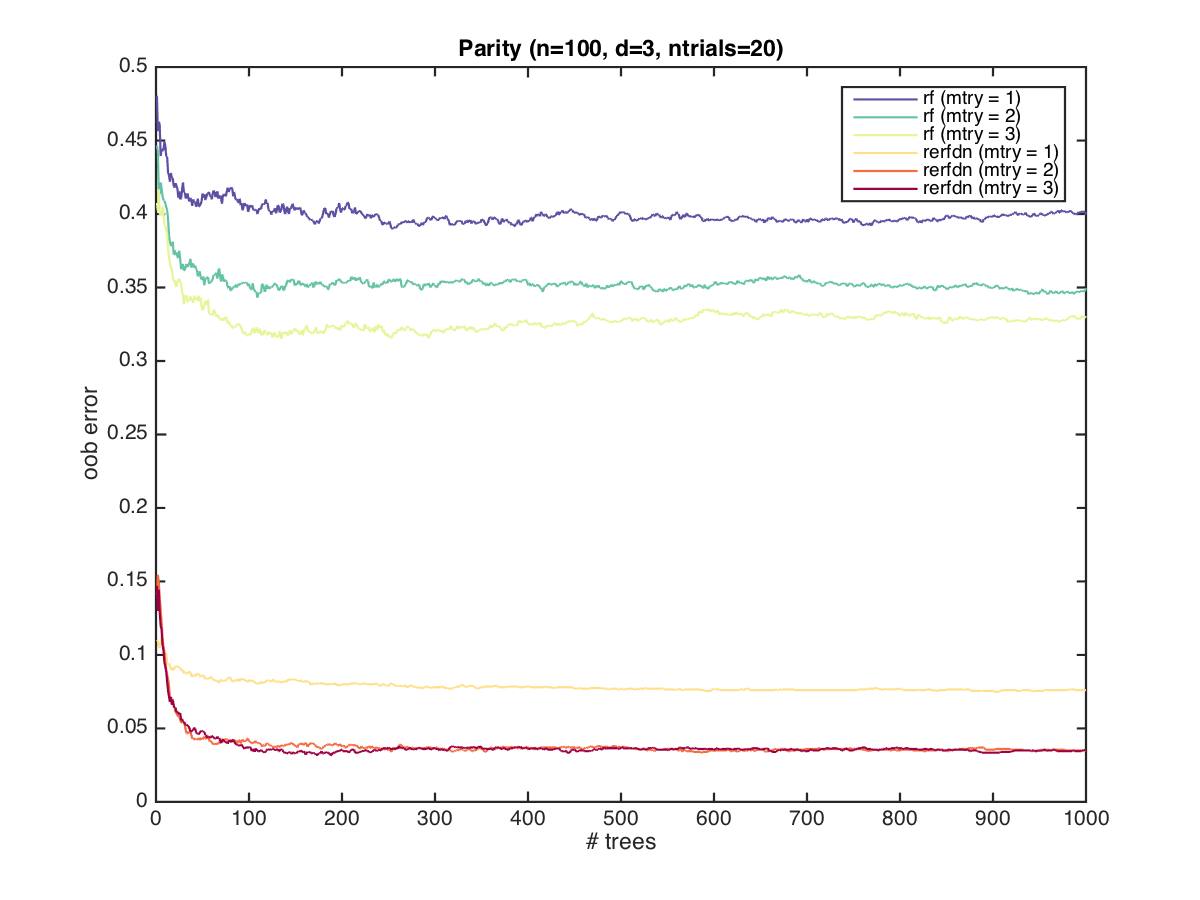 Parity (n=100, d=3, ntrials=20)
0.5
0.45
0.4
0.35
0.3
0.25
0.2
0.15
0.1
0.05
0
oob error
rf (mtry = 1)
rf (mtry = 2)
rf (mtry = 3)
rerfdn (mtry = 1)
rerfdn (mtry = 2)
rerfdn (mtry = 3)
0 100 200 300 400 500 600 700 800 900 1000
# trees